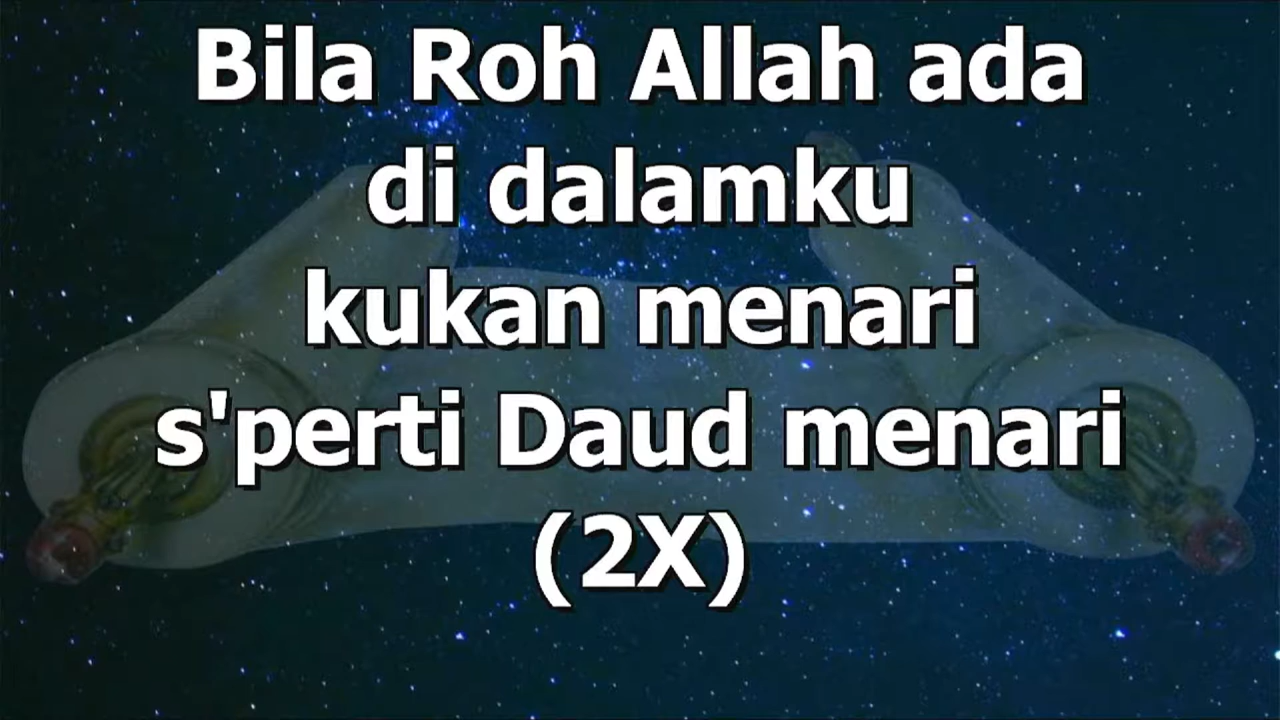 Bila Roh Allah ada
di dalamku
kukan menari
s'perti Daud menari
(2X)